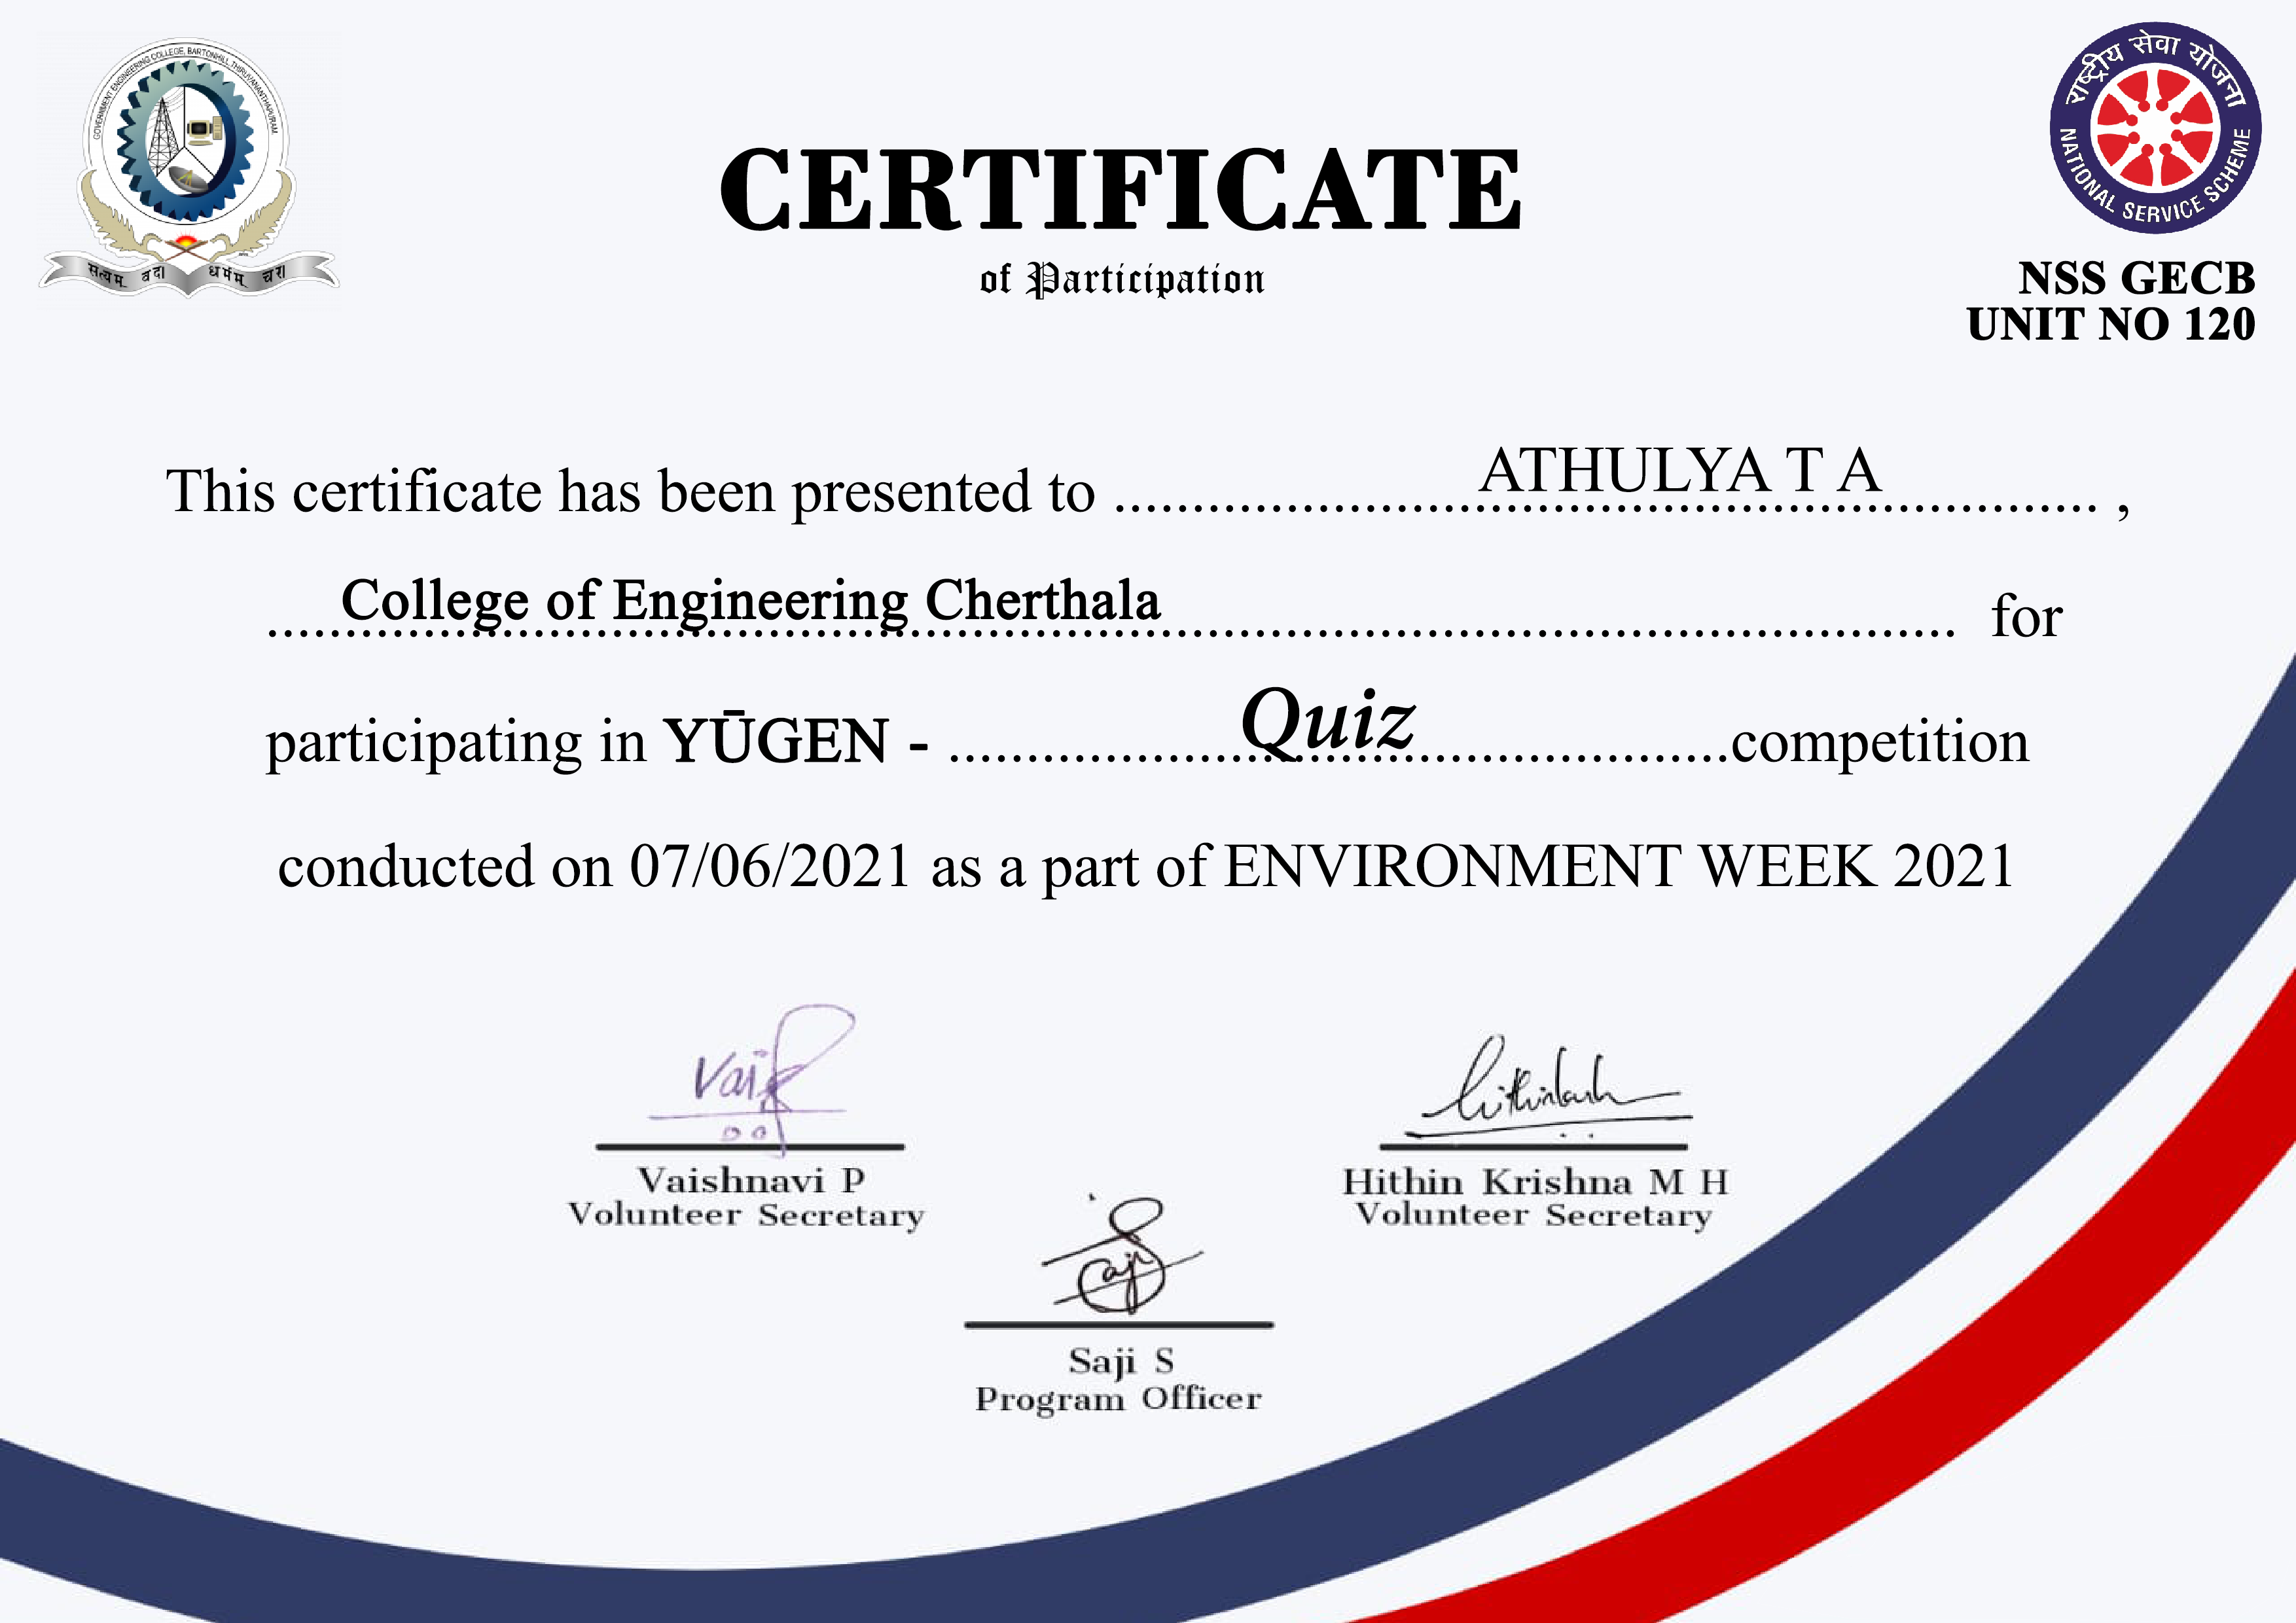 GOVERNMENT ENGINEERING COLLEGE, BARTONHILL, THIRUVANANTHAPURAM
सत्यम् वदा धर्मम् चरा
राष्ट्रीय सेवा योजना
NATIONAL SERVICE SCHEME
NSS GECB
UNIT NO 120
CERTIFICATE
of Participation
This certificate has been presented to ATHULYA T A ,
College of Engineering Cherthala for
participating in YŪGEN - Quiz competition
conducted on 07/06/2021 as a part of ENVIRONMENT WEEK 2021
Vaishnavi P
Volunteer Secretary
Hithin Krishna M H
Volunteer Secretary
Saji
Saji S
Program Officer